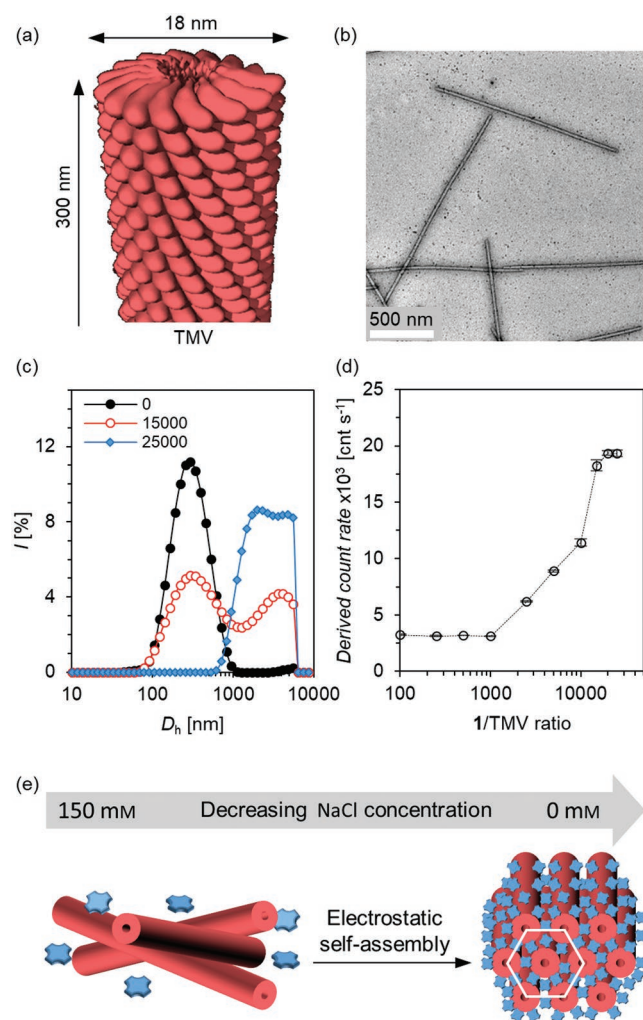 (a)
18 nm
300 nm
TMV
(b)
500 nm
(c)
0
15000
25000
12
8
4
0
I [%]
10
100
1000
10000
D_h [nm]
(d)
25
20
15
10
5
0
Derived count rate x10³ [cnt s⁻¹]
100
1000
10000
1/TMV ratio
(e)
150 mM Decreasing NaCl concentration 0 mM
Electrostatic
self-assembly